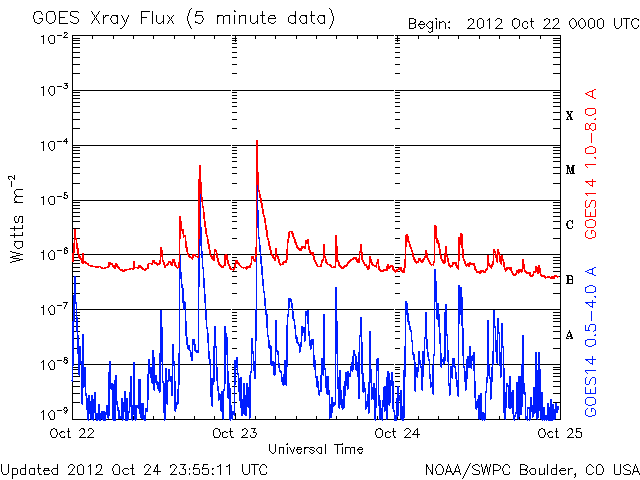 GOES Xray Flux (5 minute data)
Begin: 2012 Oct 22 0000 UTC
10⁻²
10⁻³
10⁻⁴
10⁻⁵
10⁻⁶
10⁻⁷
10⁻⁸
10⁻⁹
Watts m⁻²
X
M
C
B
A
GOES14 1.0-8.0 A
GOES14 0.5-4.0 A
Oct 22
Oct 23
Oct 24
Oct 25
Universal Time
Updated 2012 Oct 24 23:55:11 UTC
NOAA/SWPC Boulder, CO USA